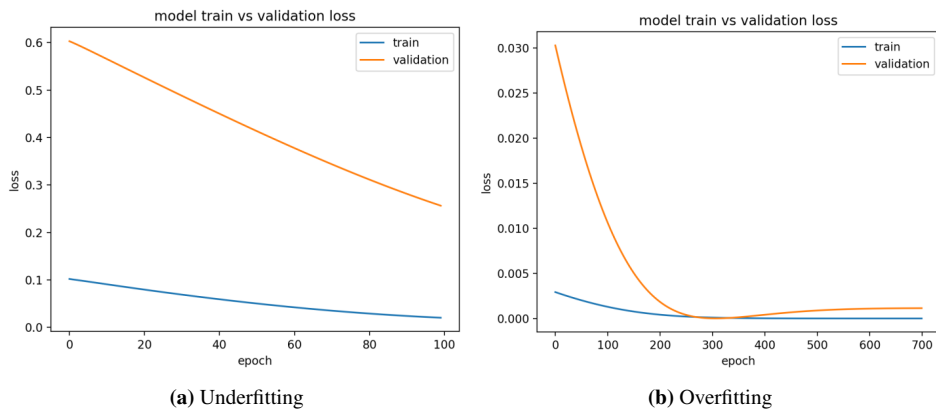 model train vs validation loss
train
validation
0.6
0.5
0.4
0.3
0.2
0.1
0.0
loss
0 20 40 60 80 100
epoch
(a) Underfitting
model train vs validation loss
train
validation
0.030
0.025
0.020
0.015
0.010
0.005
0.000
loss
0 100 200 300 400 500 600 700
epoch
(b) Overfitting